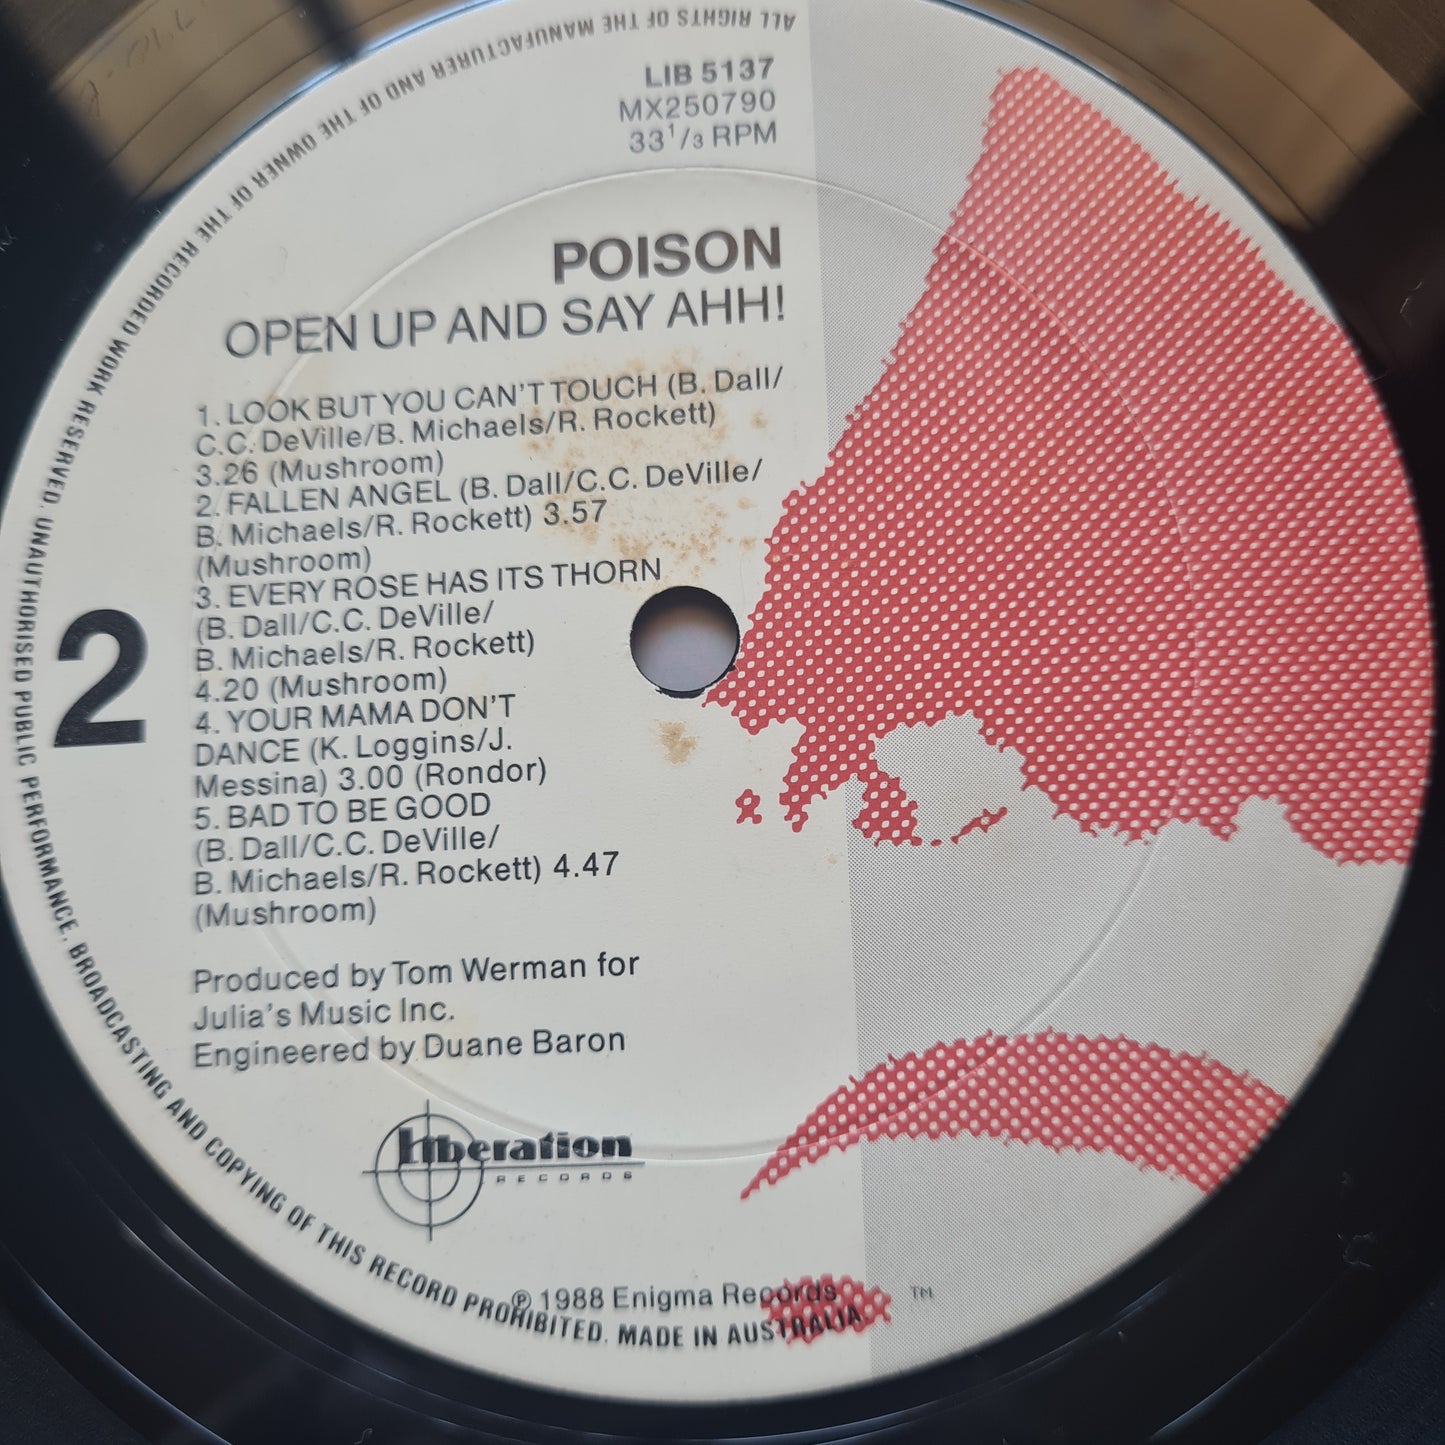 LIB 5137
MX250790
33 1/3 RPM
POISON
OPEN UP AND SAY AHH!
1. LOOK BUT YOU CAN'T TOUCH (B. Dall/
C.C. DeVille/B. Michaels/R. Rockett)
3.26 (Mushroom)
2. FALLEN ANGEL (B. Dall/C.C. DeVille/
B. Michaels/R. Rockett) 3.57
(Mushroom)
3. EVERY ROSE HAS ITS THORN
(B. Dall/C.C. DeVille/
B. Michaels/R. Rockett)
4.20 (Mushroom)
4. YOUR MAMA DON'T
DANCE (K. Loggins/J.
Messina) 3.00 (Rondor)
5. BAD TO BE GOOD
(B. Dall/C.C. DeVille/
B. Michaels/R. Rockett) 4.47
(Mushroom)
2
Produced by Tom Werman for
Julia's Music Inc.
Engineered by Duane Baron
Liberation
RECORDS
℗ 1988 Enigma Records
TM
ALL RIGHTS OF THE MANUFACTURER AND OF THE OWNER OF THE RECORDED WORK RESERVED. UNAUTHORISED PUBLIC PERFORMANCE, BROADCASTING AND COPYING OF THIS RECORD PROHIBITED. MADE IN AUSTRALIA